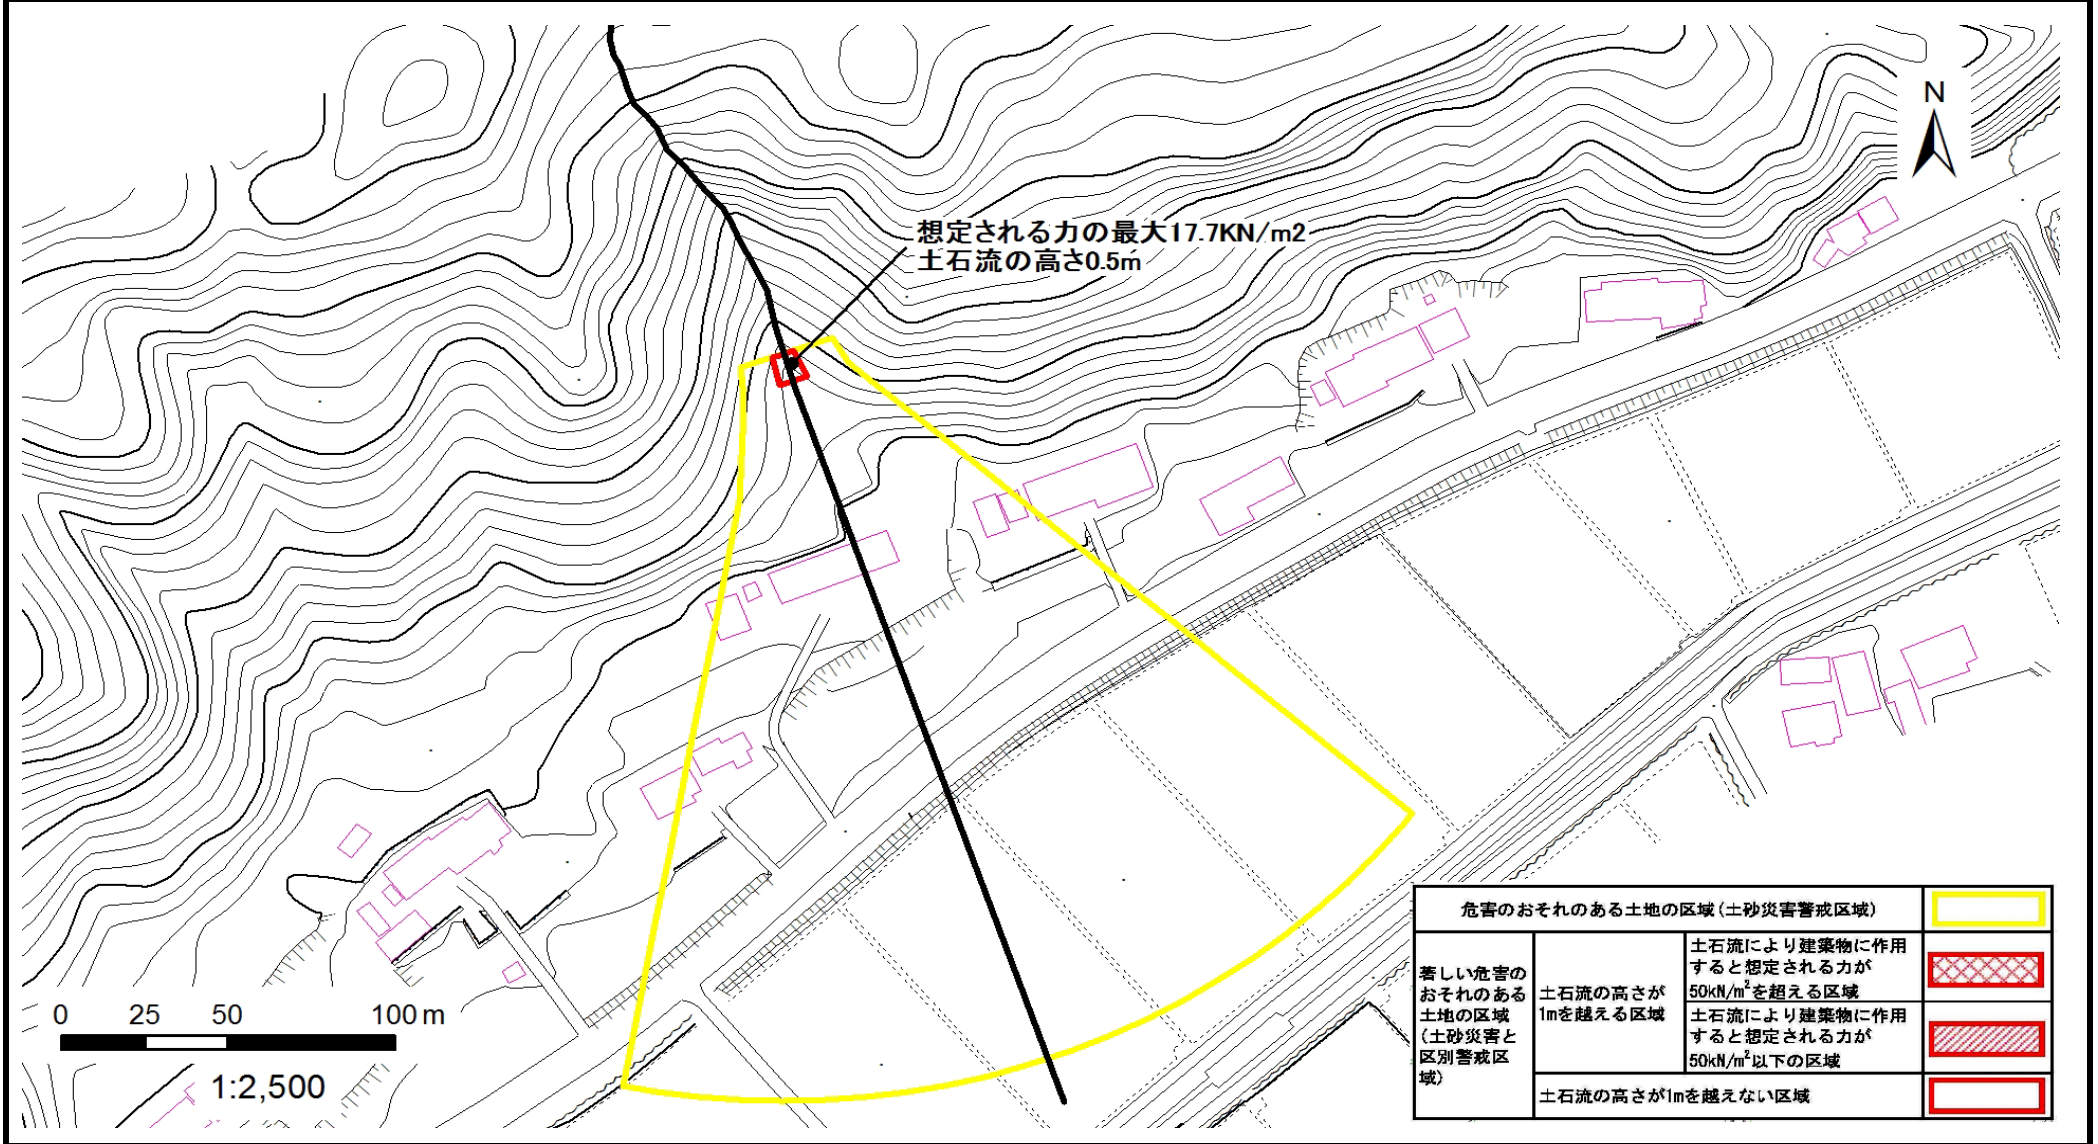 N
想定される力の最大17.7KN/m2
土石流の高さ0.5m
危害のおそれのある土地の区域(土砂災害警戒区域)
著しい危害の
おそれのある
土地の区域
(土砂災害と
区別警戒区
域)
土石流の高さが
1mを越える区域
土石流により建築物に作用
すると想定される力が
50kN/m²を超える区域
土石流により建築物に作用
すると想定される力が
50kN/m²以下の区域
土石流の高さが1mを越えない区域
0 25 50 100 m
1:2,500